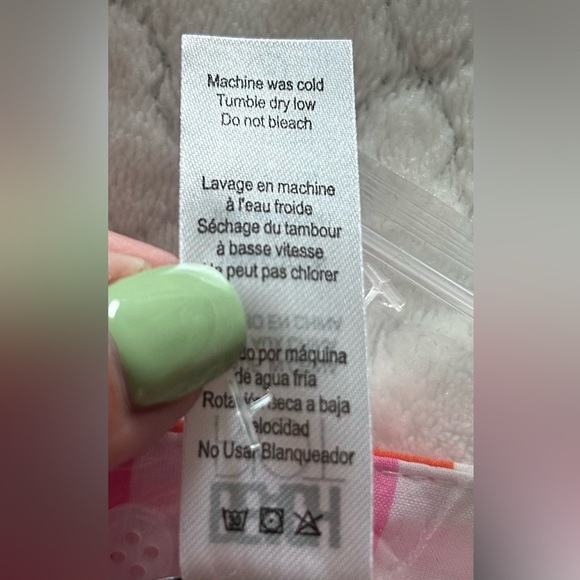 Machine was cold
Tumble dry low
Do not bleach
Lavage en machine
à l'eau froide
Séchage du tambour
à basse vitesse
peut pas chlorer
por máquina
de agua fría
seca a baja
No Usar Blanqueador
30